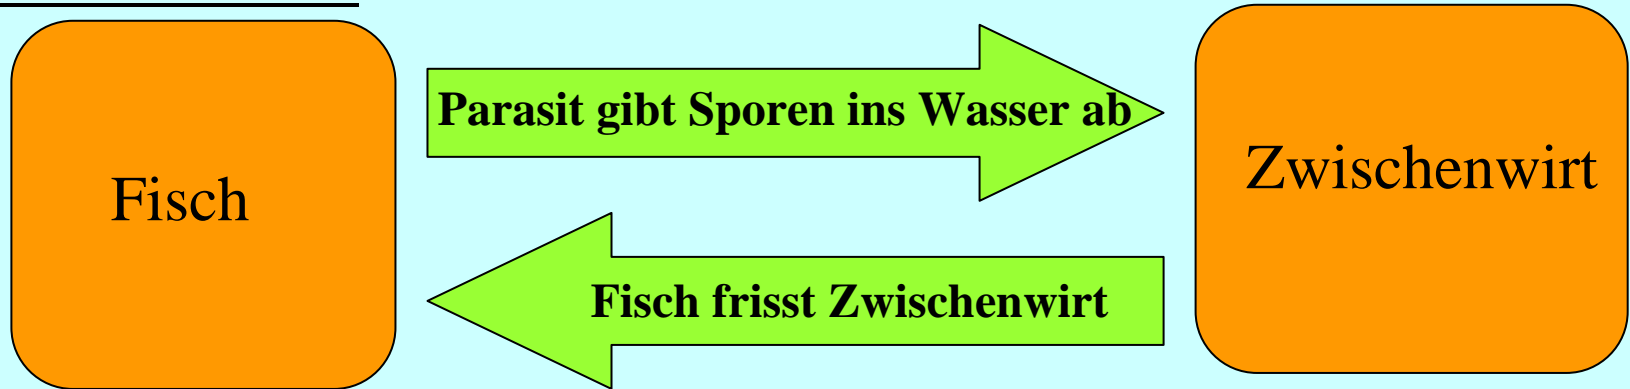 Fisch
Parasit gibt Sporen ins Wasser ab
Zwischenwirt
Fisch frisst Zwischenwirt